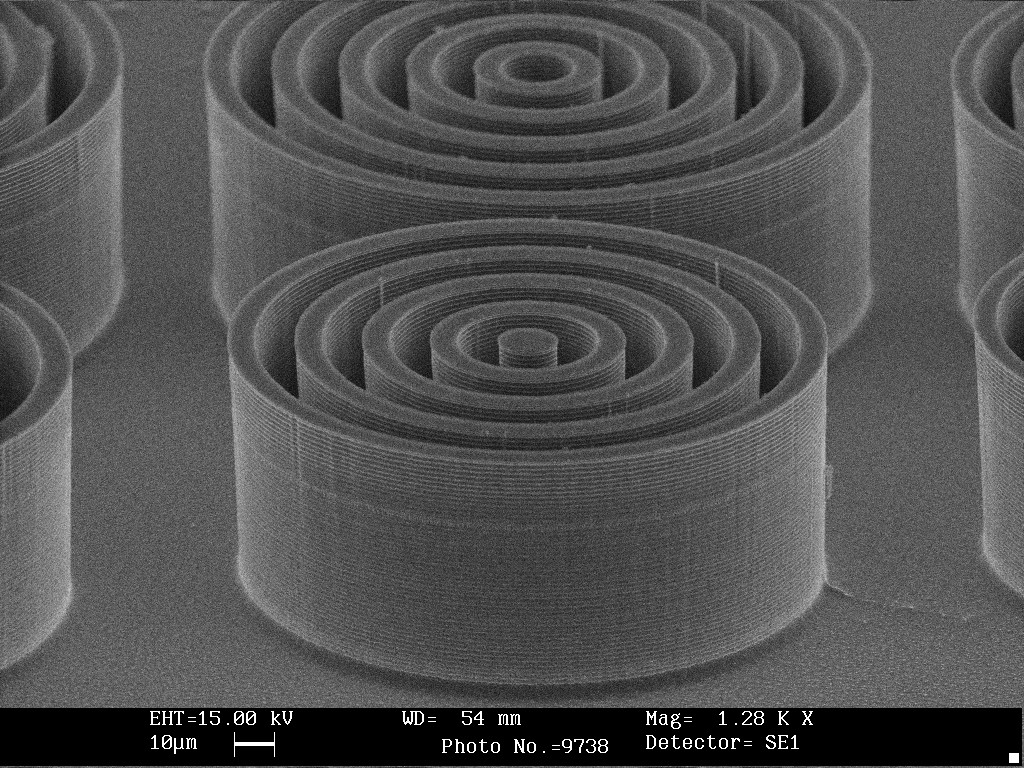 EHT=15.00 kV WD= 54 mm Mag= 1.28 K X
10µm Photo No.=9738 Detector= SE1